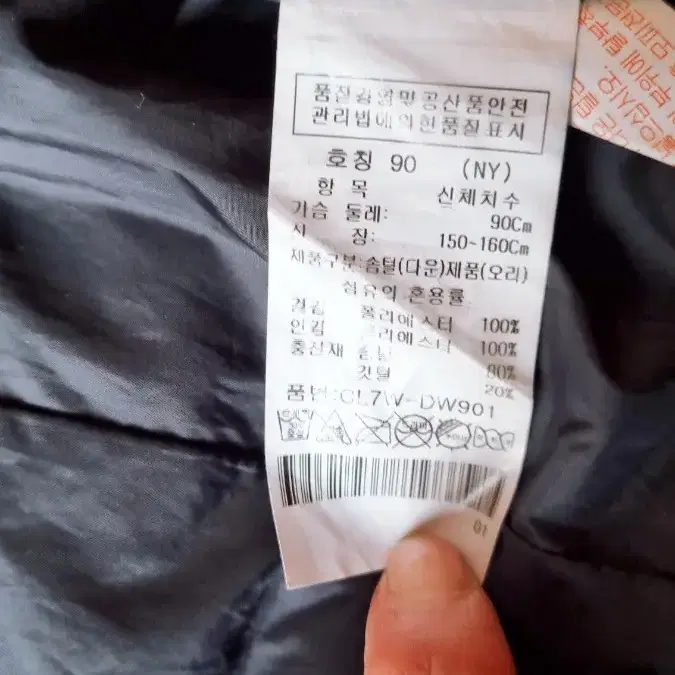 품질경영및공산품안전
관리법에의한품질표시
호칭 90 (NY)
항 목 신체치수
가슴 둘레: 90Cm
신 장: 150~160Cm
제품구분:솜털(다운)제품(오리)
섬유의 혼용률
겉감 폴리에스터 100%
인감 폴리에스터 100%
충전재 솜털 80%
깃털 20%
품번:CL7W-DW901
드라이
01